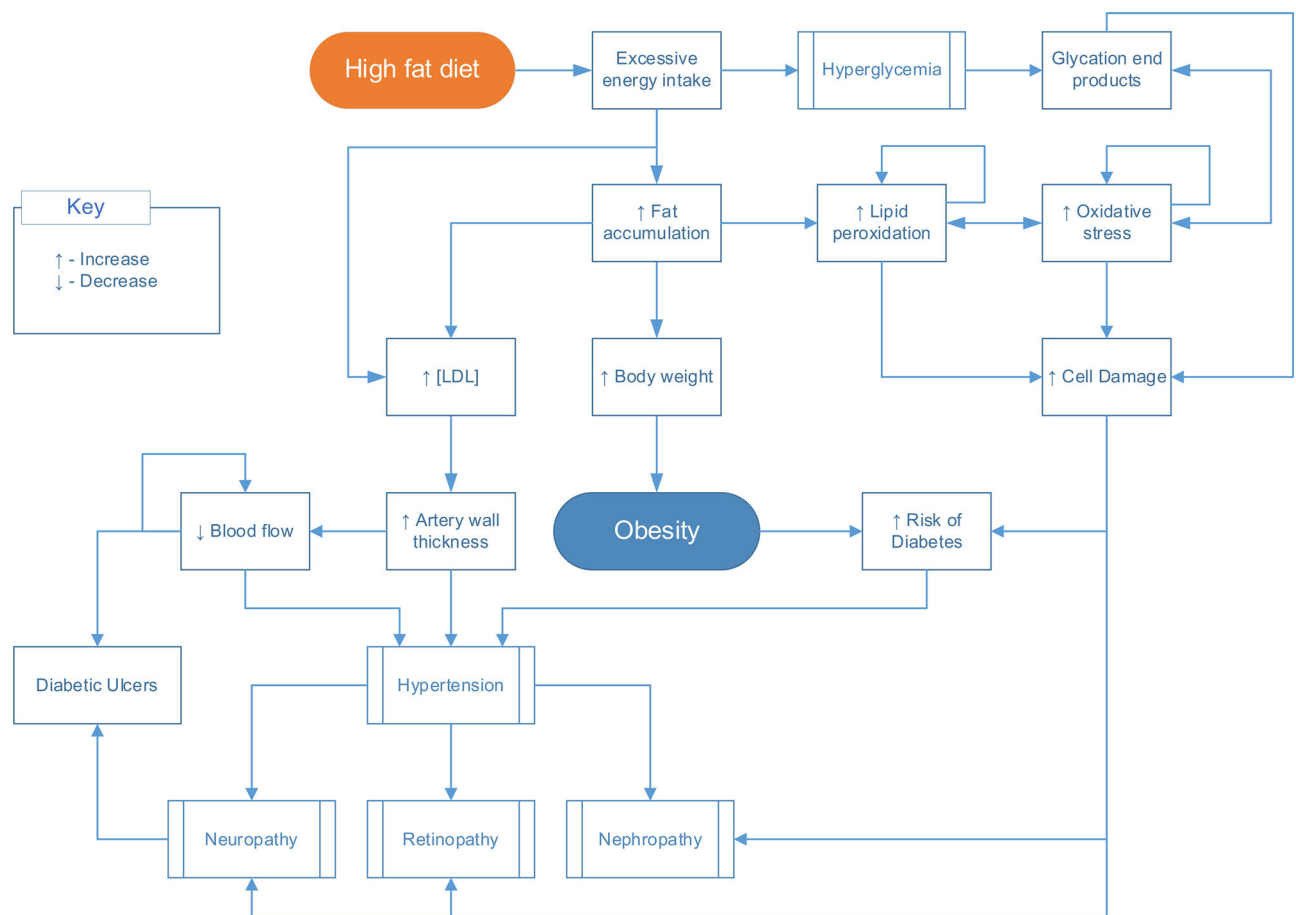 High fat diet
Excessive
energy intake
Hyperglycemia
Glycation end
products
Key
↑ - Increase
↓ - Decrease
↑ Fat
accumulation
↑ Lipid
peroxidation
↑ Oxidative
stress
↑ [LDL]
↑ Body weight
↑ Cell Damage
↓ Blood flow
↑ Artery wall
thickness
Obesity
↑ Risk of
Diabetes
Diabetic Ulcers
Hypertension
Neuropathy
Retinopathy
Nephropathy